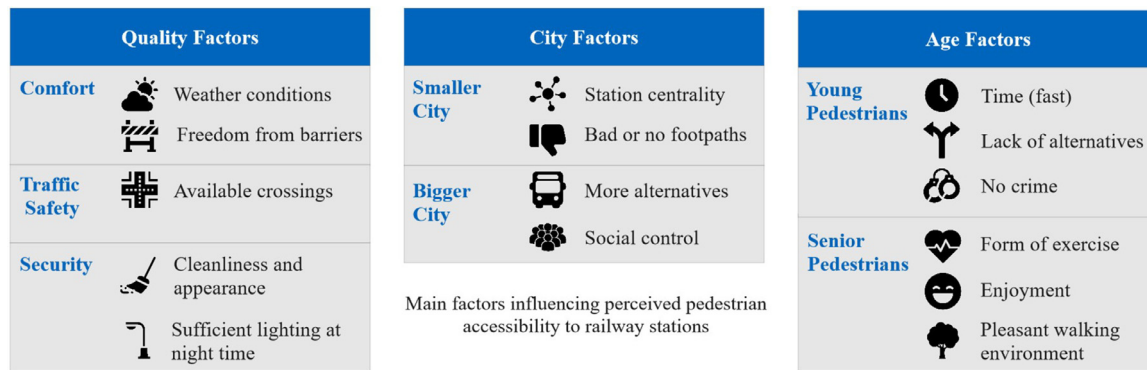 Quality Factors
Comfort
Weather conditions
Freedom from barriers
Traffic
Safety
Available crossings
Security
Cleanliness and
appearance
Sufficient lighting at
night time
City Factors
Smaller
City
Station centrality
Bad or no footpaths
Bigger
City
More alternatives
Social control
Main factors influencing perceived pedestrian
accessibility to railway stations
Age Factors
Young
Pedestrians
Time (fast)
Lack of alternatives
No crime
Senior
Pedestrians
Form of exercise
Enjoyment
Pleasant walking
environment